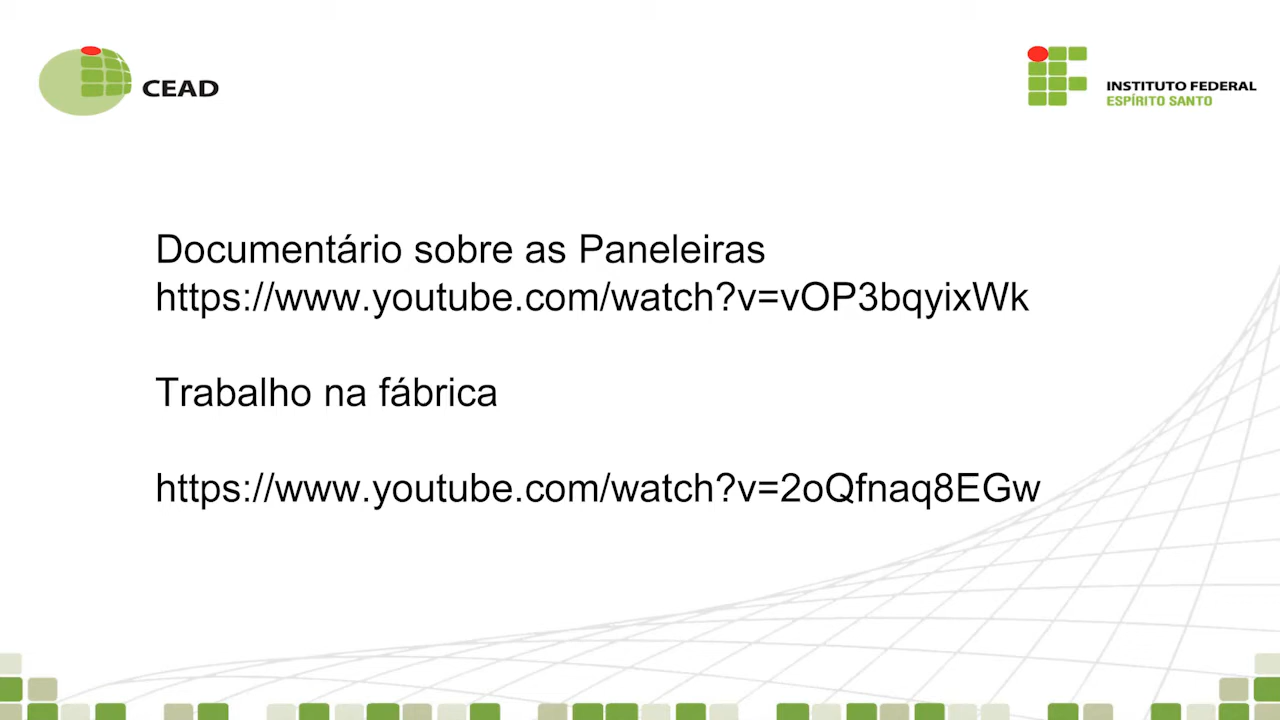 CEAD
INSTITUTO FEDERAL
ESPÍRITO SANTO
Documentário sobre as Paneleiras
https://www.youtube.com/watch?v=vOP3bqyixWk
Trabalho na fábrica
https://www.youtube.com/watch?v=2oQfnaq8EGw